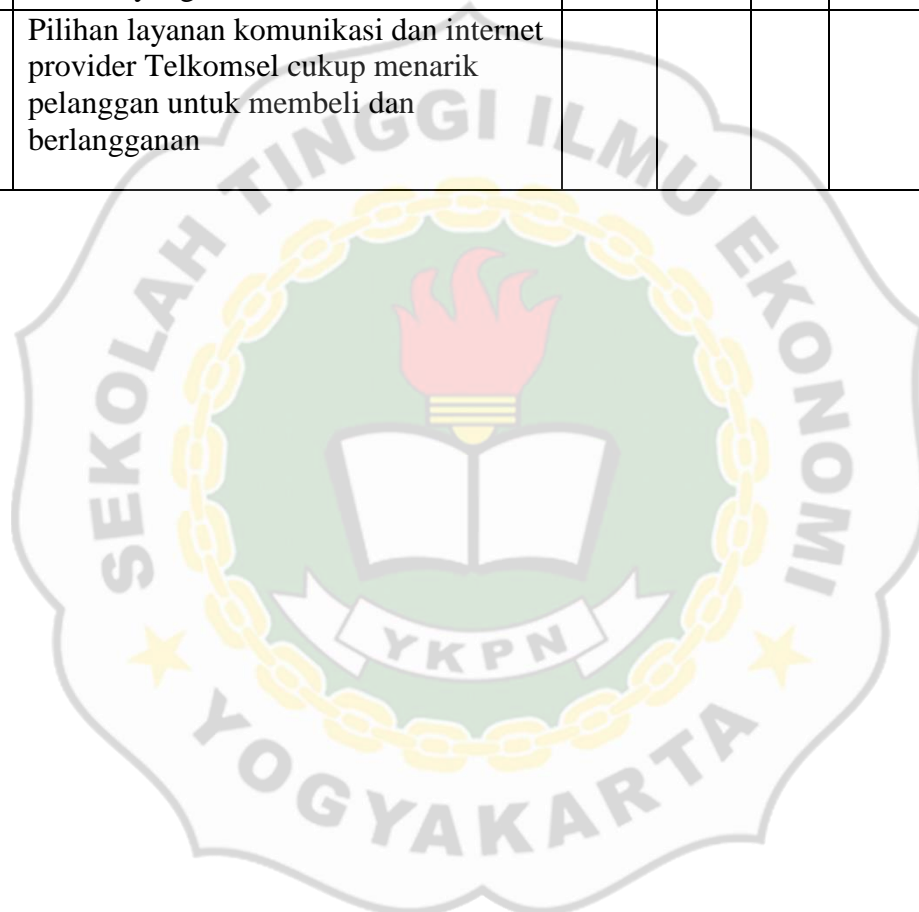 Pilihan layanan komunikasi dan internet
provider Telkomsel cukup menarik
pelanggan untuk membeli dan
berlangganan
SEKOLAH TINGGI ILMU EKONOMI
YKPN
YOGYAKARTA